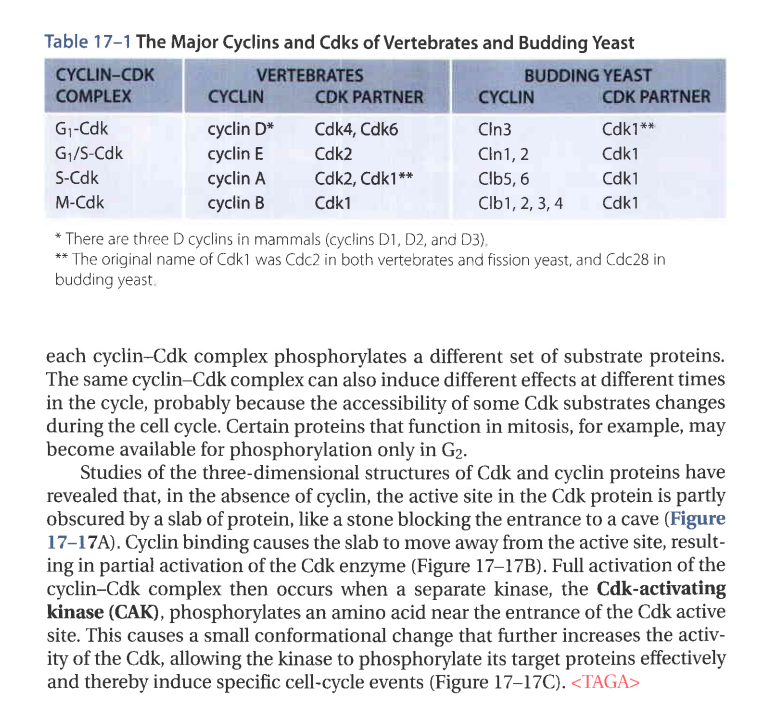 Table 17–1 The Major Cyclins and Cdks of Vertebrates and Budding Yeast
CYCLIN–CDK VERTEBRATES BUDDING YEAST
COMPLEX CYCLIN CDK PARTNER CYCLIN CDK PARTNER
G₁-Cdk cyclin D* Cdk4, Cdk6 Cln3 Cdk1**
G₁/S-Cdk cyclin E Cdk2 Cln1, 2 Cdk1
S-Cdk cyclin A Cdk2, Cdk1** Clb5, 6 Cdk1
M-Cdk cyclin B Cdk1 Clb1, 2, 3, 4 Cdk1
* There are three D cyclins in mammals (cyclins D1, D2, and D3).
** The original name of Cdk1 was Cdc2 in both vertebrates and fission yeast, and Cdc28 in
budding yeast.
each cyclin–Cdk complex phosphorylates a different set of substrate proteins.
The same cyclin–Cdk complex can also induce different effects at different times
in the cycle, probably because the accessibility of some Cdk substrates changes
during the cell cycle. Certain proteins that function in mitosis, for example, may
become available for phosphorylation only in G₂.
Studies of the three-dimensional structures of Cdk and cyclin proteins have
revealed that, in the absence of cyclin, the active site in the Cdk protein is partly
obscured by a slab of protein, like a stone blocking the entrance to a cave (Figure
17–17A). Cyclin binding causes the slab to move away from the active site, result-
ing in partial activation of the Cdk enzyme (Figure 17–17B). Full activation of the
cyclin–Cdk complex then occurs when a separate kinase, the Cdk-activating
kinase (CAK), phosphorylates an amino acid near the entrance of the Cdk active
site. This causes a small conformational change that further increases the activ-
ity of the Cdk, allowing the kinase to phosphorylate its target proteins effectively
and thereby induce specific cell-cycle events (Figure 17–17C). <TAGA>